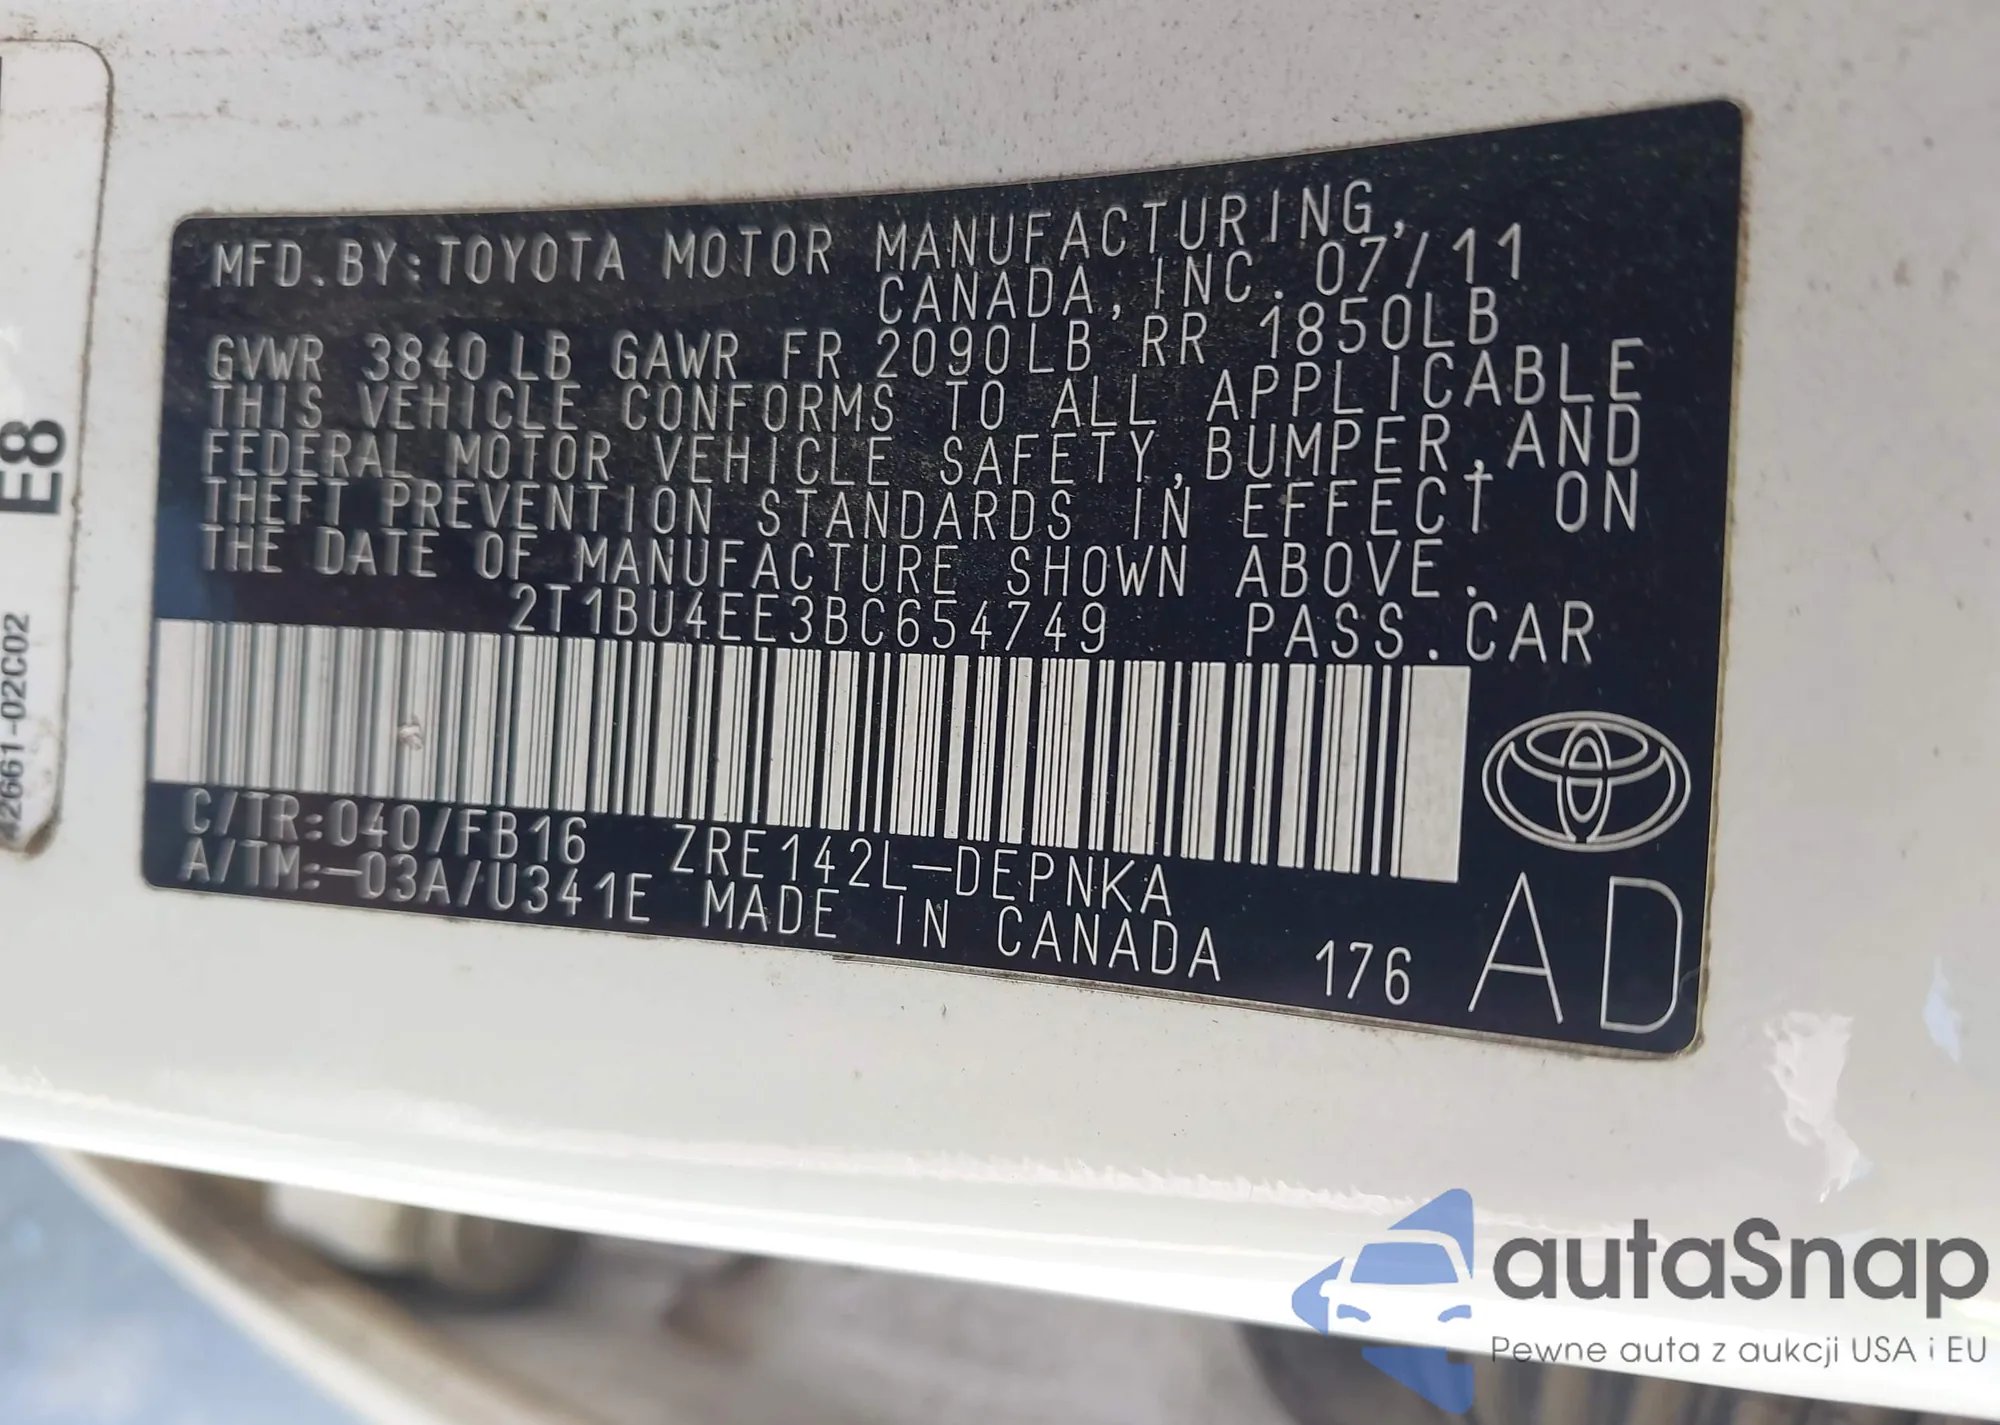 MFD. BY: TOYOTA MOTOR MANUFACTURING,
CANADA, INC. 07/11
GVWR 3840 LB GAWR FR 2090LB RR 1850LB
THIS VEHICLE CONFORMS TO ALL APPLICABLE
FEDERAL MOTOR VEHICLE SAFETY, BUMPER, AND
THEFT PREVENTION STANDARDS IN EFFECT ON
THE DATE OF MANUFACTURE SHOWN ABOVE.
2T1BU4EE3BC654749 PASS. CAR
C/TR:040/FB16 ZRE142L-DEPNKA
A/TM:-03A/U341E MADE IN CANADA 176 AD
E8
42661-02C02
autaSnap
Pewne auta z aukcji USA i EU